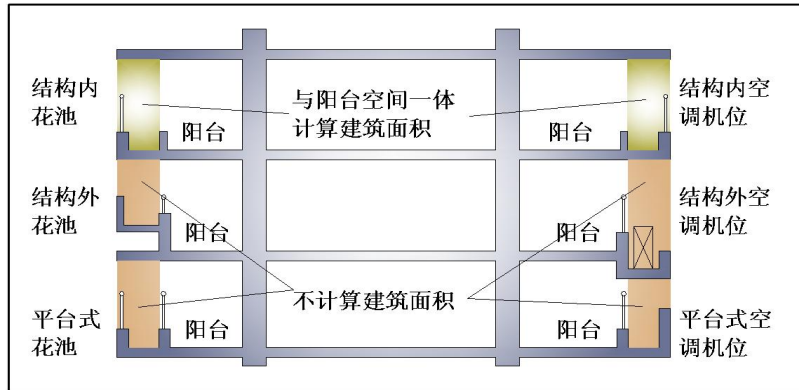 结构内
花池
阳台
与阳台空间一体
计算建筑面积
阳台
结构内空
调机位
结构外
花池
阳台
阳台
结构外空
调机位
平台式
花池
阳台
不计算建筑面积
阳台
平台式空
调机位